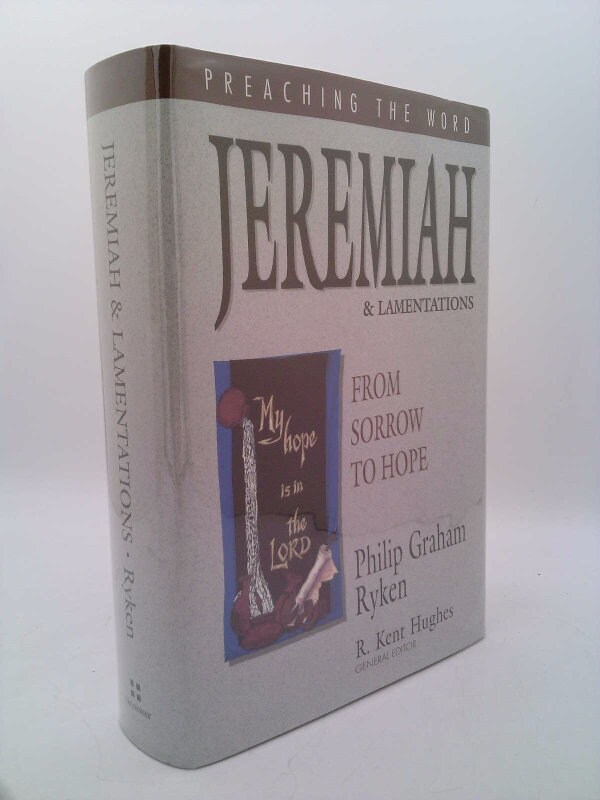 PREACHING THE WORD
JEREMIAH
& LAMENTATIONS
FROM
SORROW
TO HOPE
My
hope
is in
the
LORD
Philip Graham
Ryken
R. Kent Hughes
GENERAL EDITOR
JEREMIAH & LAMENTATIONS • Ryken